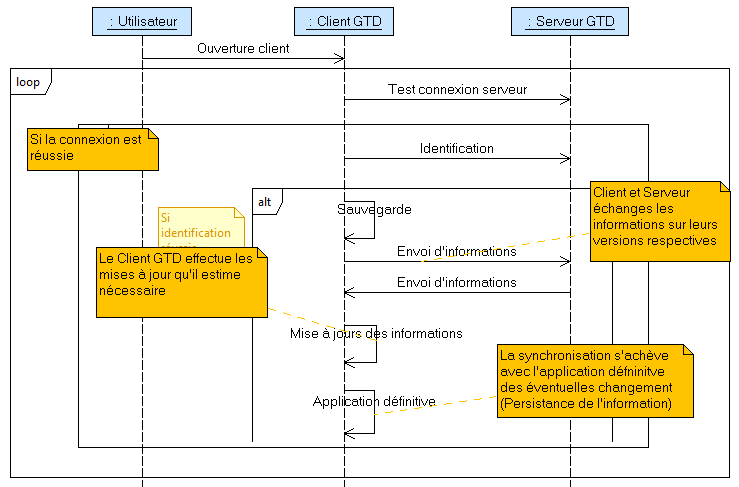 : Utilisateur
: Client GTD
: Serveur GTD
Ouverture client
loop
Test connexion serveur
Si la connexion est
réussie
Identification
alt
Client et Serveur
échanges les
informations sur leurs
versions respectives
Sauvegarde
Si
identification
Envoi d'informations
Le Client GTD effectue les
mises à jour qu'il estime
nécessaire
Envoi d'informations
Mise à jours des informations
La synchronisation s'achève
avec l'application défninitve
des éventuelles changement
(Persistance de l'information)
Application définitive